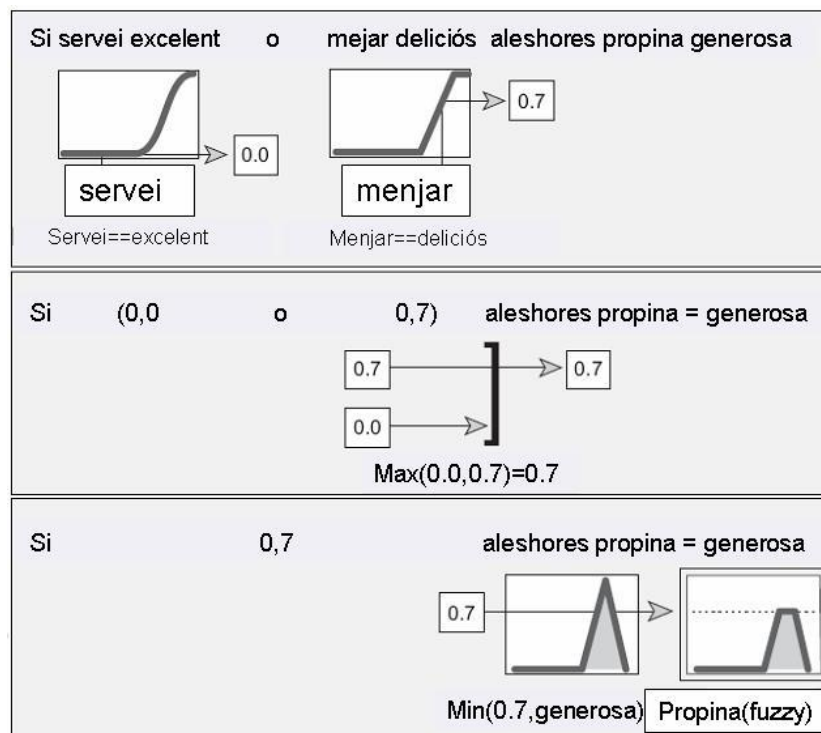 Si servei excelent o mejar deliciós aleshores propina generosa
0.7
0.0
servei menjar
Servei==excelent Menjar==deliciós
Si (0,0 o 0,7) aleshores propina = generosa
0.7 0.7
0.0
Max(0.0,0.7)=0.7
Si 0,7 aleshores propina = generosa
0.7
Min(0.7,generosa) Propina(fuzzy)